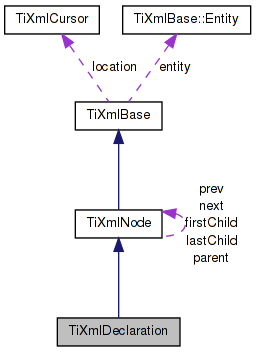 TiXmlCursor
TiXmlBase::Entity
location
entity
TiXmlBase
prev
next
firstChild
lastChild
parent
TiXmlNode
TiXmlDeclaration